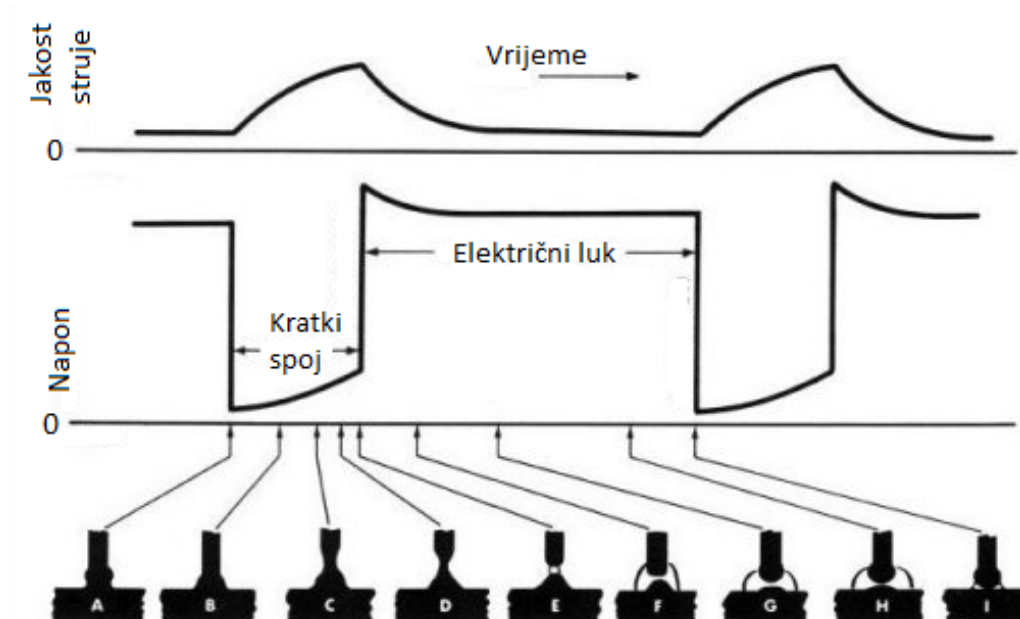 Jakost
struje
Vrijeme
0
Napon
Električni luk
Kratki
spoj
0
A B C D E F G H I